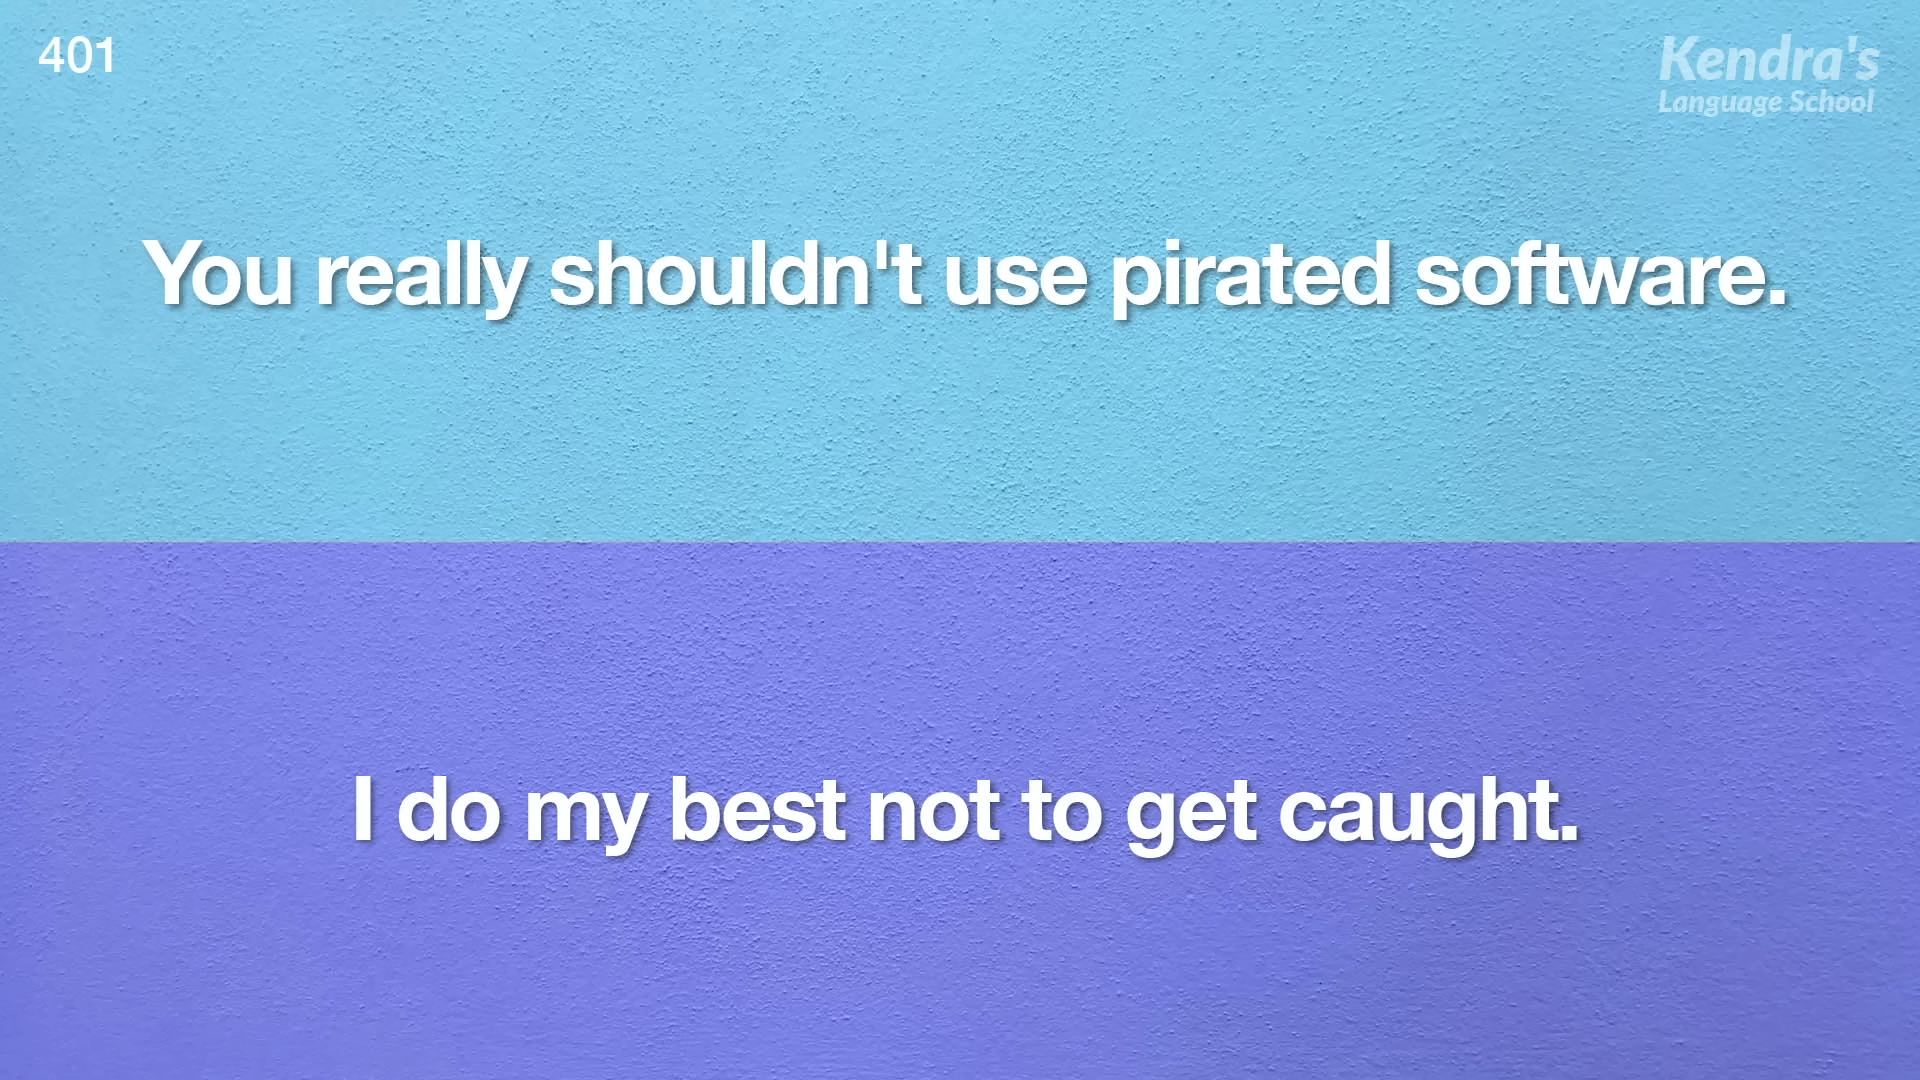 401
Kendra's
Language School
You really shouldn't use pirated software.
I do my best not to get caught.